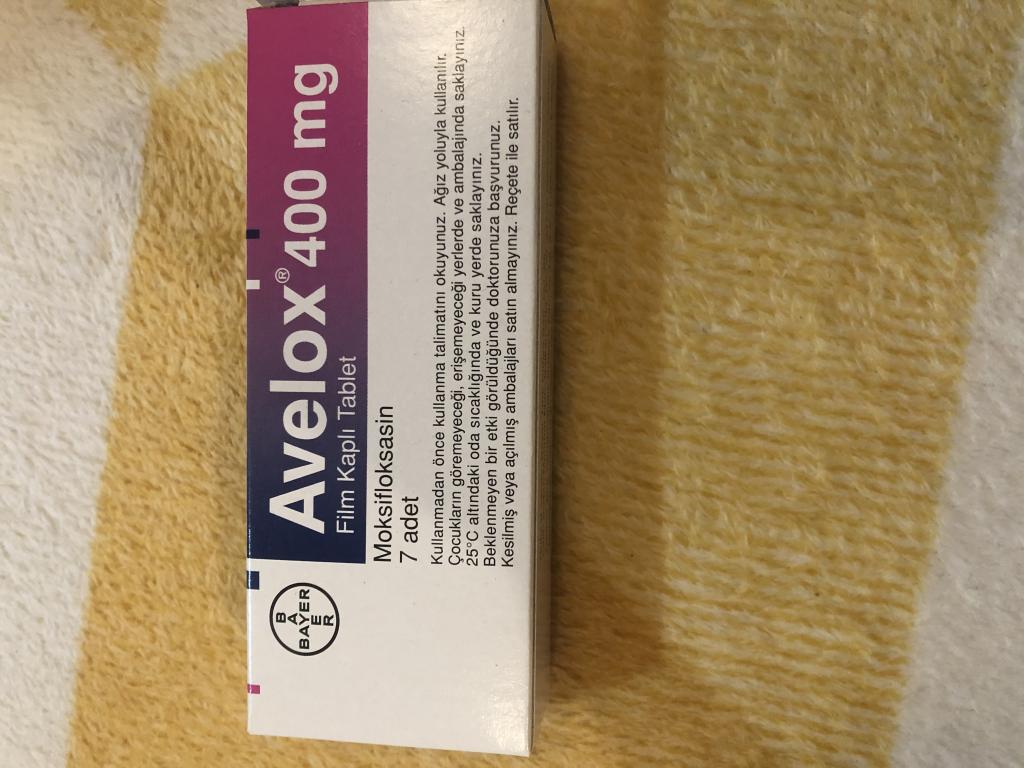 BAYER
BAYER
Avelox® 400 mg
Film Kaplı Tablet
Moksifloksasin
7 adet
Kullanmadan önce kullanma talimatını okuyunuz. Ağız yoluyla kullanılır.
Çocukların göremeyeceği, erişemeyeceği yerlerde ve ambalajında saklayınız.
25°C altındaki oda sıcaklığında ve kuru yerde saklayınız.
Beklenmeyen bir etki görüldüğünde doktorunuza başvurunuz.
Kesilmiş veya açılmış ambalajları satın almayınız. Reçete ile satılır.